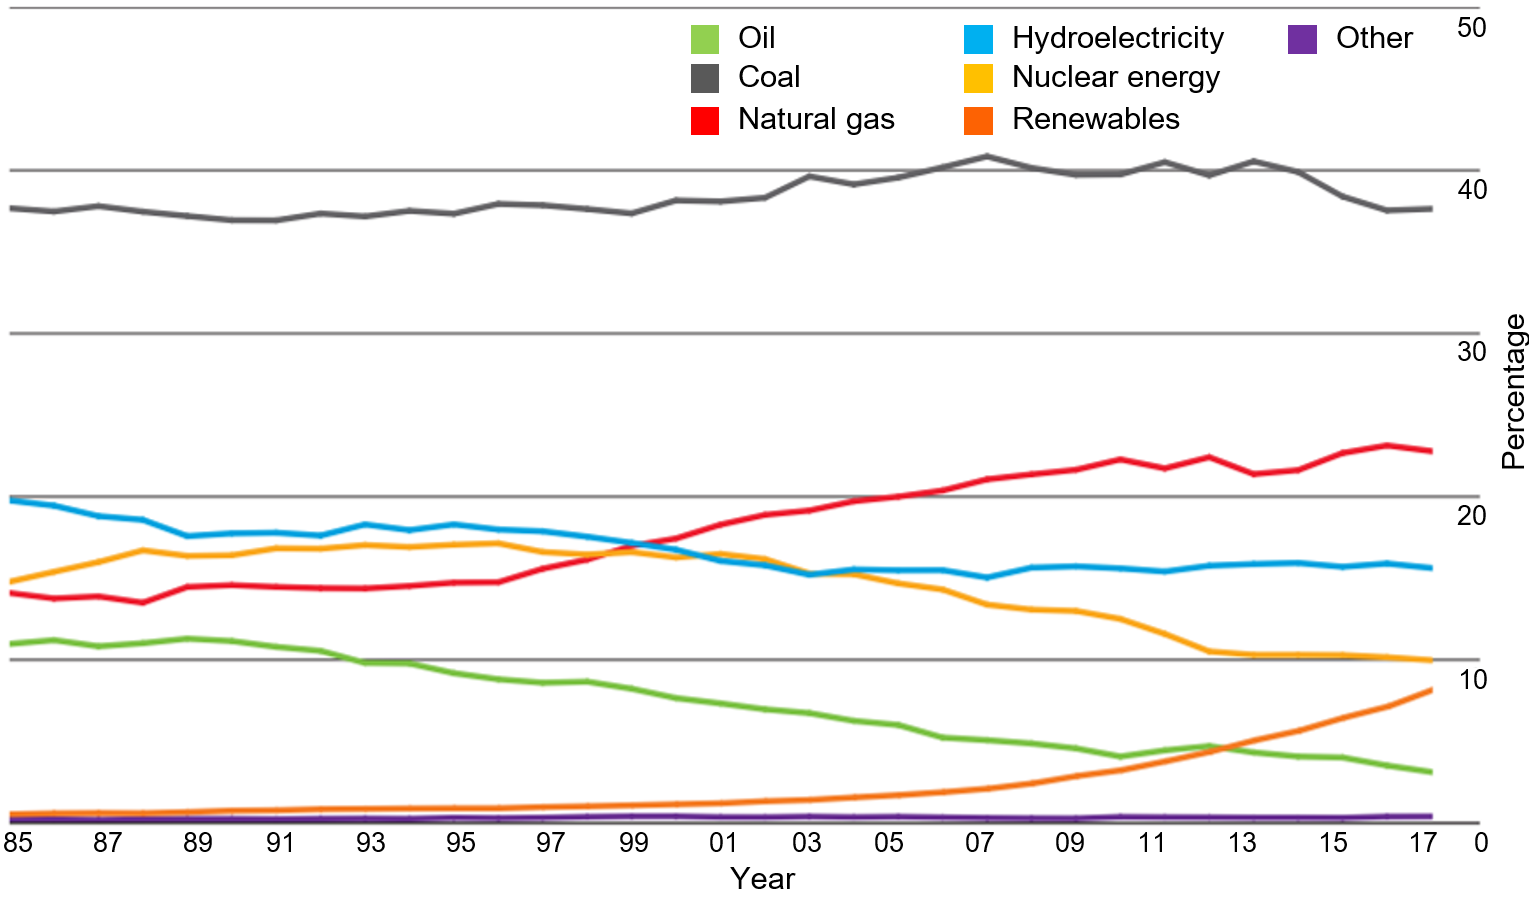 50
Oil Hydroelectricity Other
Coal Nuclear energy
Natural gas Renewables
40
30
Percentage
20
10
85 87 89 91 93 95 97 99 01 03 05 07 09 11 13 15 17 0
Year